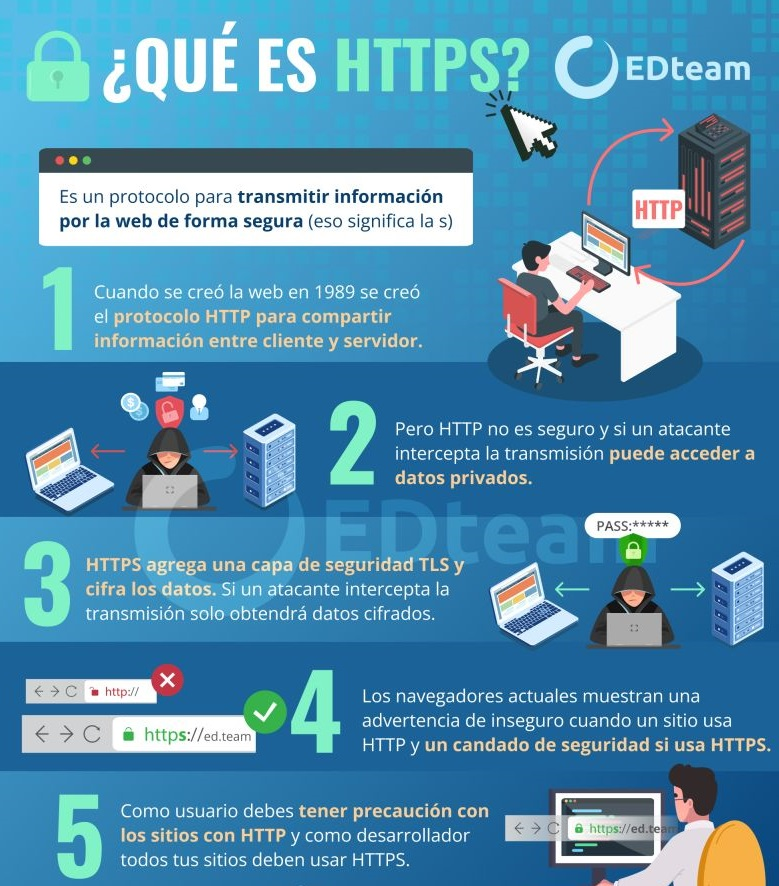 ¿QUÉ ES HTTPS?
EDteam
Es un protocolo para transmitir información
por la web de forma segura (eso significa la s)
HTTP
1
Cuando se creó la web en 1989 se creó
el protocolo HTTP para compartir
información entre cliente y servidor.
2
Pero HTTP no es seguro y si un atacante
intercepta la transmisión puede acceder a
datos privados.
EDteam
PASS:*****
3
HTTPS agrega una capa de seguridad TLS y
cifra los datos. Si un atacante intercepta la
transmisión solo obtendrá datos cifrados.
http://
https://ed.team
4
Los navegadores actuales muestran una
advertencia de inseguro cuando un sitio usa
HTTP y un candado de seguridad si usa HTTPS.
5
Como usuario debes tener precaución con
los sitios con HTTP y como desarrollador
todos tus sitios deben usar HTTPS.
https://ed.team